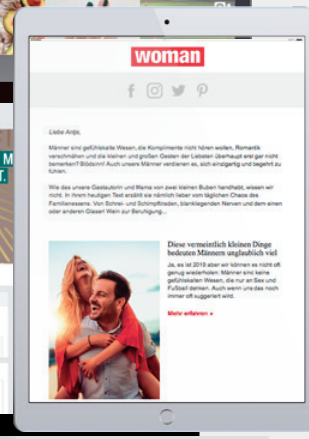 St
M
T.
woman
Liebe Antje,
Männer sind gefühlskalte Wesen, die Komplimente nicht hören wollen, Romantik
verschmähen und die kleinen und großen Gesten der Liebsten überhaupt erst gar nicht
bemerken? Blödsinn! Auch unsere Männer verdienen es, sich einzigartig und begehrt zu
fühlen.
Wie das unsere Gastautorin und Mama von zwei kleinen Buben handhabt, wissen wir
nicht. In ihrem heutigen Text erzählt sie nämlich lieber vom täglichen Chaos des
Familienessens. Von Schrei- und Schimpftiraden, blankliegenden Nerven und dem einen
oder anderen Glaserl Wein zur Beruhigung...
Diese vermeintlich kleinen Dinge
bedeuten Männern unglaublich viel
Ja, es ist 2019 aber wir können es nicht oft
genug wiederholen: Männer sind keine
gefühlskalten Wesen, die nur an Sex und
Fußball denken. Auch wenn uns das noch
immer oft suggeriert wird.
Mehr erfahren »